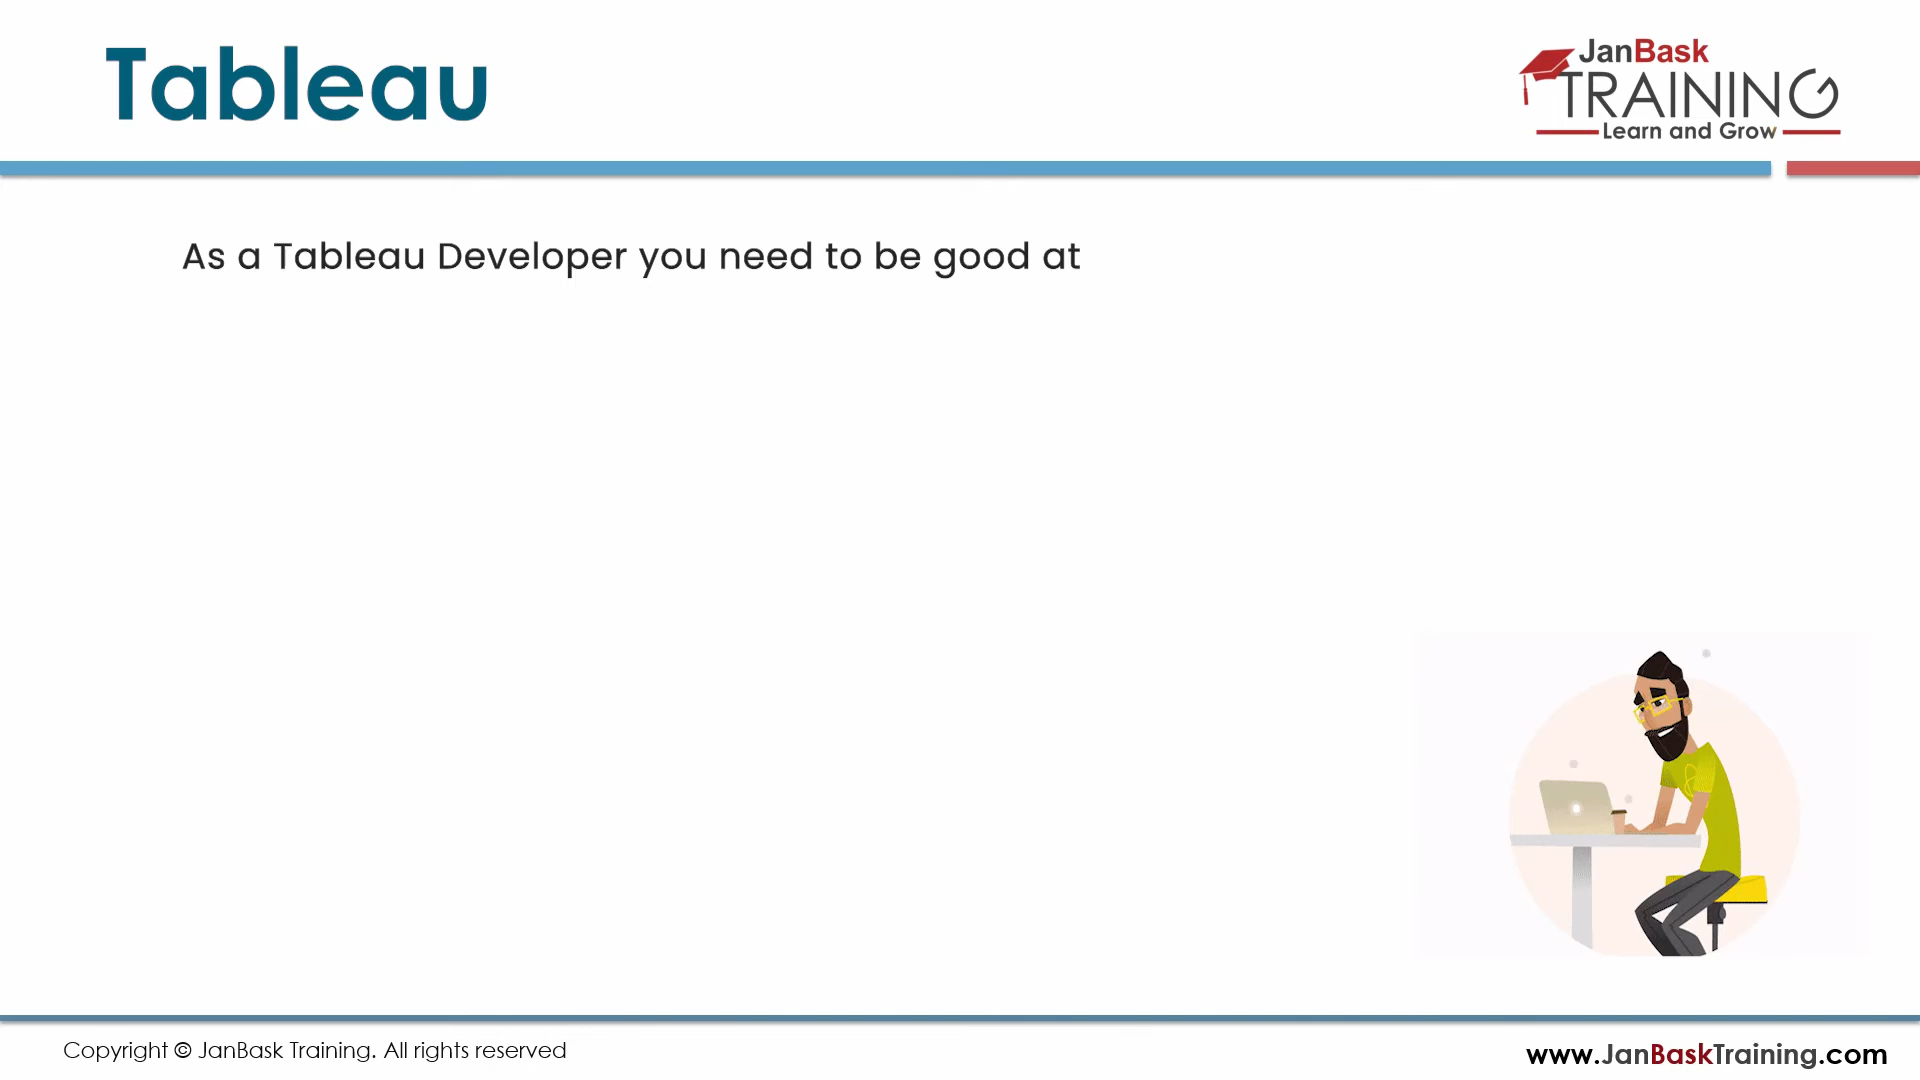 Tableau
JanBask
TRAINING
Learn and Grow
As a Tableau Developer you need to be good at
Copyright © JanBask Training. All rights reserved
www.JanBaskTraining.com